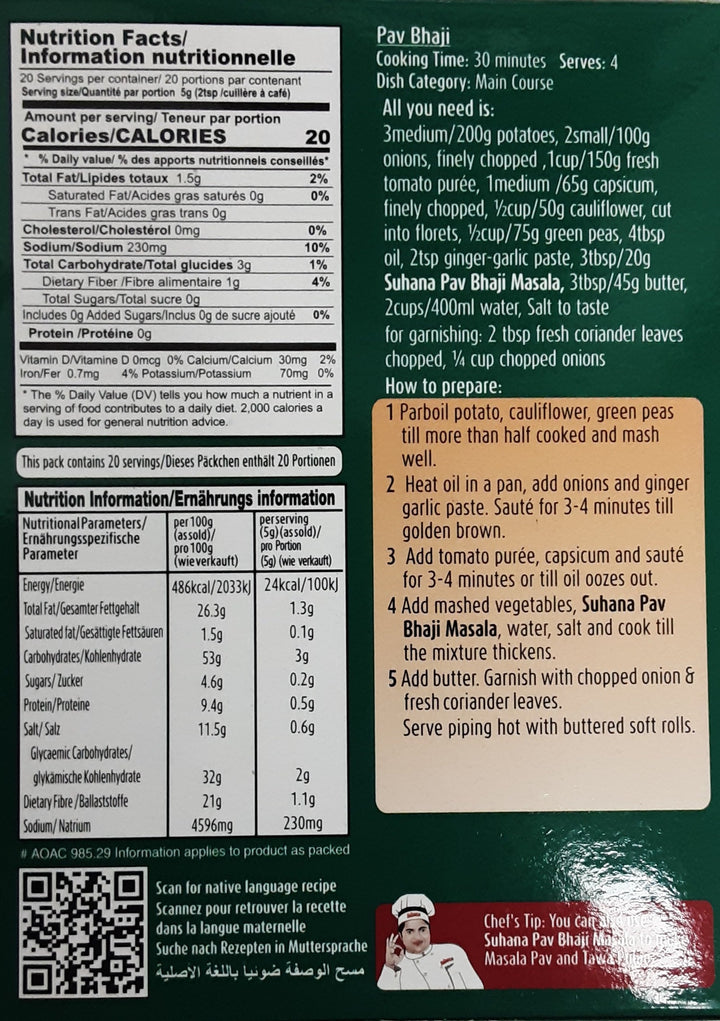 Nutrition Facts/
Information nutritionnelle
20 Servings per container/ 20 portions par contenant
Serving size/Quantité par portion 5g (2tsp /cuillère à café)
Amount per serving/ Teneur par portion
Calories/CALORIES 20
* % Daily value/ % des apports nutritionnels conseillés*
Total Fat/Lipides totaux 1.5g 2%
Saturated Fat/Acides gras saturés 0g 0%
Trans Fat/Acides gras trans 0g
Cholesterol/Cholestérol 0mg 0%
Sodium/Sodium 230mg 10%
Total Carbohydrate/Total glucides 3g 1%
Dietary Fiber /Fibre alimentaire 1g 4%
Total Sugars/Total sucre 0g
Includes 0g Added Sugars/Inclus 0g de sucre ajouté 0%
Protein /Protéine 0g
Vitamin D/Vitamine D 0mcg 0% Calcium/Calcium 30mg 2%
Iron/Fer 0.7mg 4% Potassium/Potassium 70mg 0%
* The % Daily Value (DV) tells you how much a nutrient in a
serving of food contributes to a daily diet. 2,000 calories a
day is used for general nutrition advice.
This pack contains 20 servings/Dieses Päckchen enthält 20 Portionen
Nutrition Information/Ernährungs information
Nutritional Parameters/
Ernährungsspezifische
Parameter
per 100g
(as sold)/
pro 100g
(wie verkauft)
per serving
(5g) (as sold)/
pro Portion
(5g) (wie verkauft)
Energy/Energie 486kcal/2033kJ 24kcal/100kJ
Total Fat/Gesamter Fettgehalt 26.3g 1.3g
Saturated fat/Gesättigte Fettsäuren 1.5g 0.1g
Carbohydrates/Kohlenhydrate 53g 3g
Sugars/ Zucker 4.6g 0.2g
Protein/Proteine 9.4g 0.5g
Salt/ Salz 11.5g 0.6g
Glycaemic Carbohydrates/
glykämische Kohlenhydrate 32g 2g
Dietary Fibre /Ballaststoffe 21g 1.1g
Sodium/ Natrium 4596mg 230mg
# AOAC 985.29 Information applies to product as packed
Scan for native language recipe
Scannez pour retrouver la recette
dans la langue maternelle
Suche nach Rezepten in Muttersprache
مسح الوصفة ضوئيا باللغة الاصلية
Pav Bhaji
Cooking Time: 30 minutes Serves: 4
Dish Category: Main Course
All you need is:
3medium/200g potatoes, 2small/100g
onions, finely chopped ,1cup/150g fresh
tomato purée, 1medium /65g capsicum,
finely chopped, ½cup/50g cauliflower, cut
into florets, ½cup/75g green peas, 4tbsp
oil, 2tsp ginger-garlic paste, 3tbsp/20g
Suhana Pav Bhaji Masala, 3tbsp/45g butter,
2cups/400ml water, Salt to taste
for garnishing: 2 tbsp fresh coriander leaves
chopped, ¼ cup chopped onions
How to prepare:
1 Parboil potato, cauliflower, green peas
till more than half cooked and mash
well.
2 Heat oil in a pan, add onions and ginger
garlic paste. Sauté for 3-4 minutes till
golden brown.
3 Add tomato purée, capsicum and sauté
for 3-4 minutes or till oil oozes out.
4 Add mashed vegetables, Suhana Pav
Bhaji Masala, water, salt and cook till
the mixture thickens.
5 Add butter. Garnish with chopped onion &
fresh coriander leaves.
Serve piping hot with buttered soft rolls.
Chef's Tip: You can
Suhana Pav Bhaji
Masala Pav and Tawa